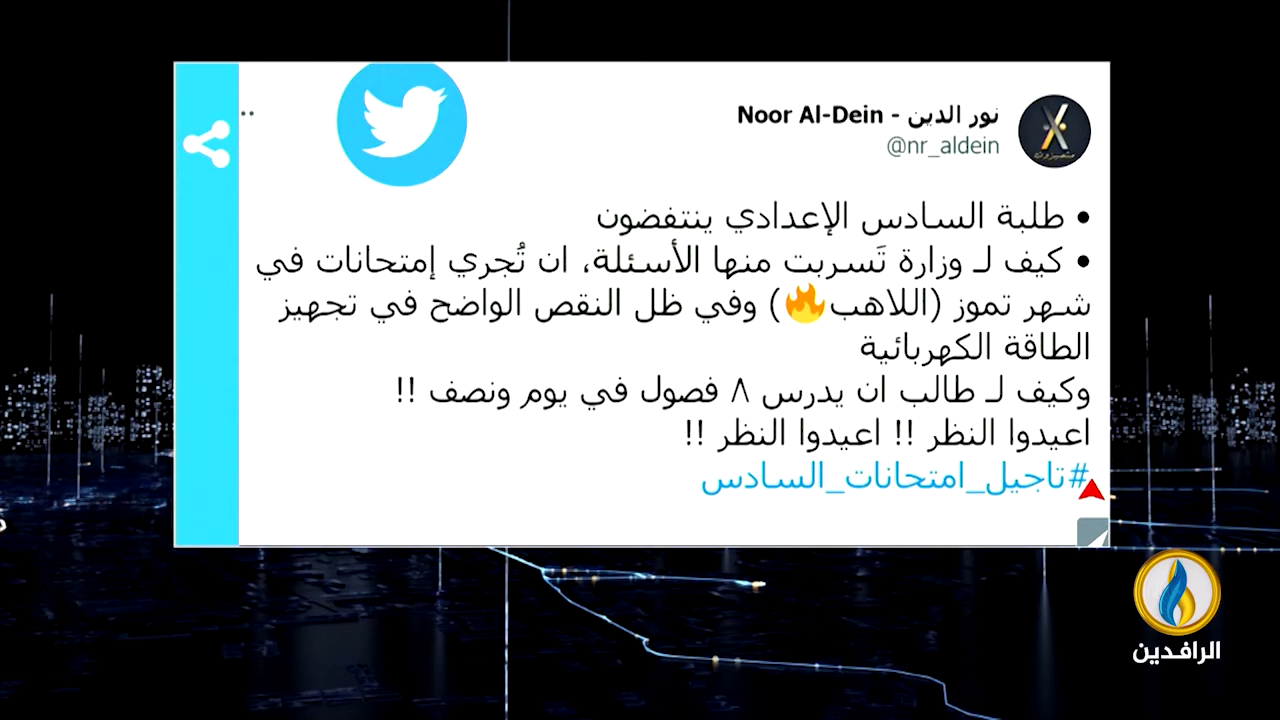 نور الدين - Noor Al-Dein
@nr_aldein
• طلبة السادس الإعدادي ينتفضون
• كيف لـ وزارة تَسربت منها الأسئلة، ان تُجري إمتحانات في
شهر تموز (اللاهب🔥) وفي ظل النقص الواضح في تجهيز
الطاقة الكهربائية
وكيف لـ طالب ان يدرس ٨ فصول في يوم ونصف !!
اعيدوا النظر !! اعيدوا النظر !!
#تاجيل_امتحانات_السادس
الرافدين